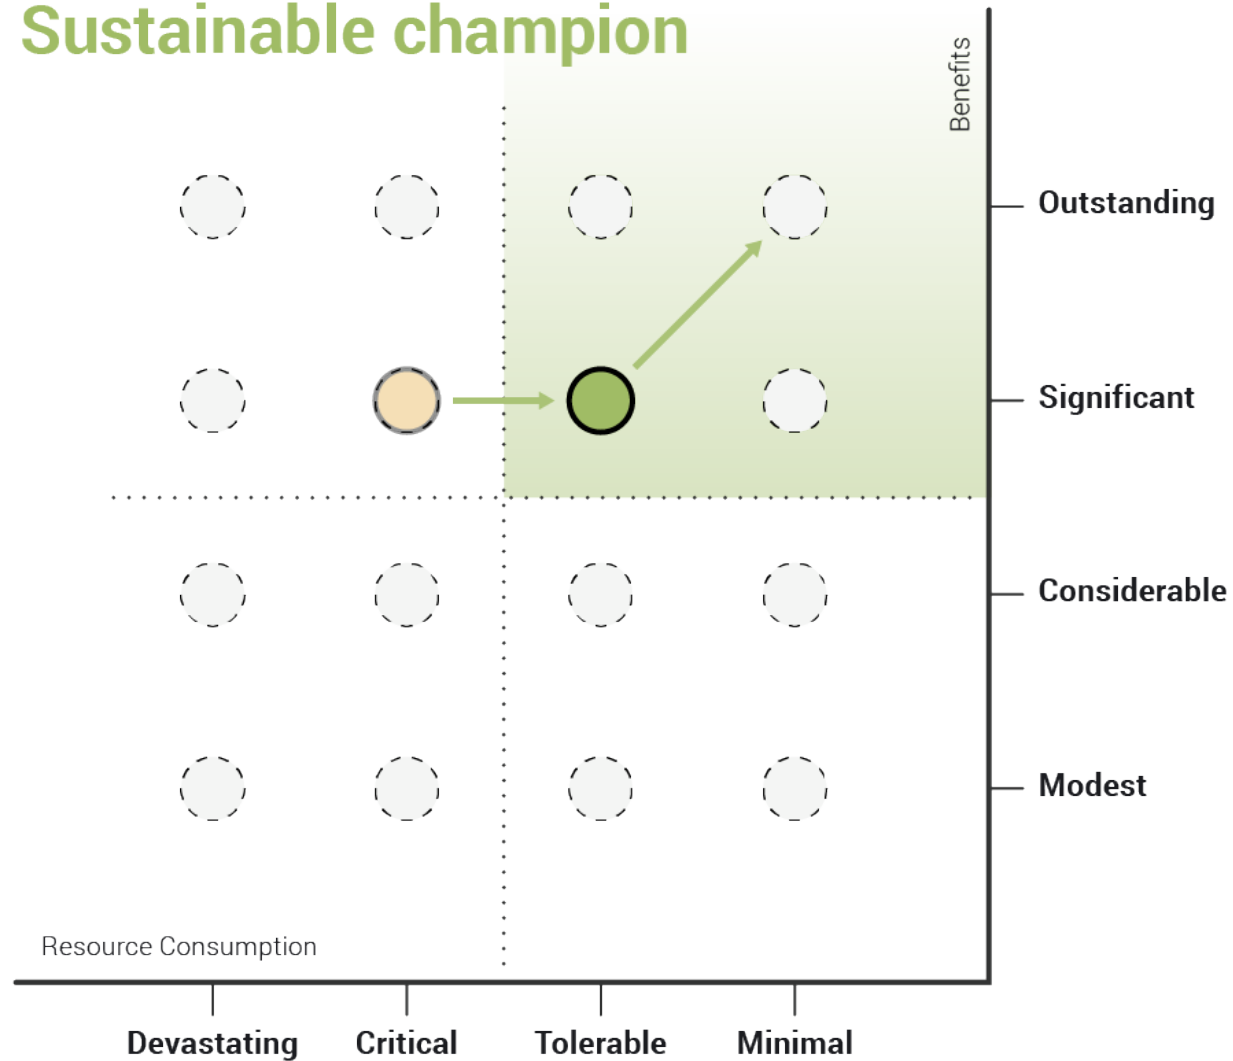 Sustainable champion
Benefits
Outstanding
Significant
Considerable
Modest
Resource Consumption
Devastating
Critical
Tolerable
Minimal